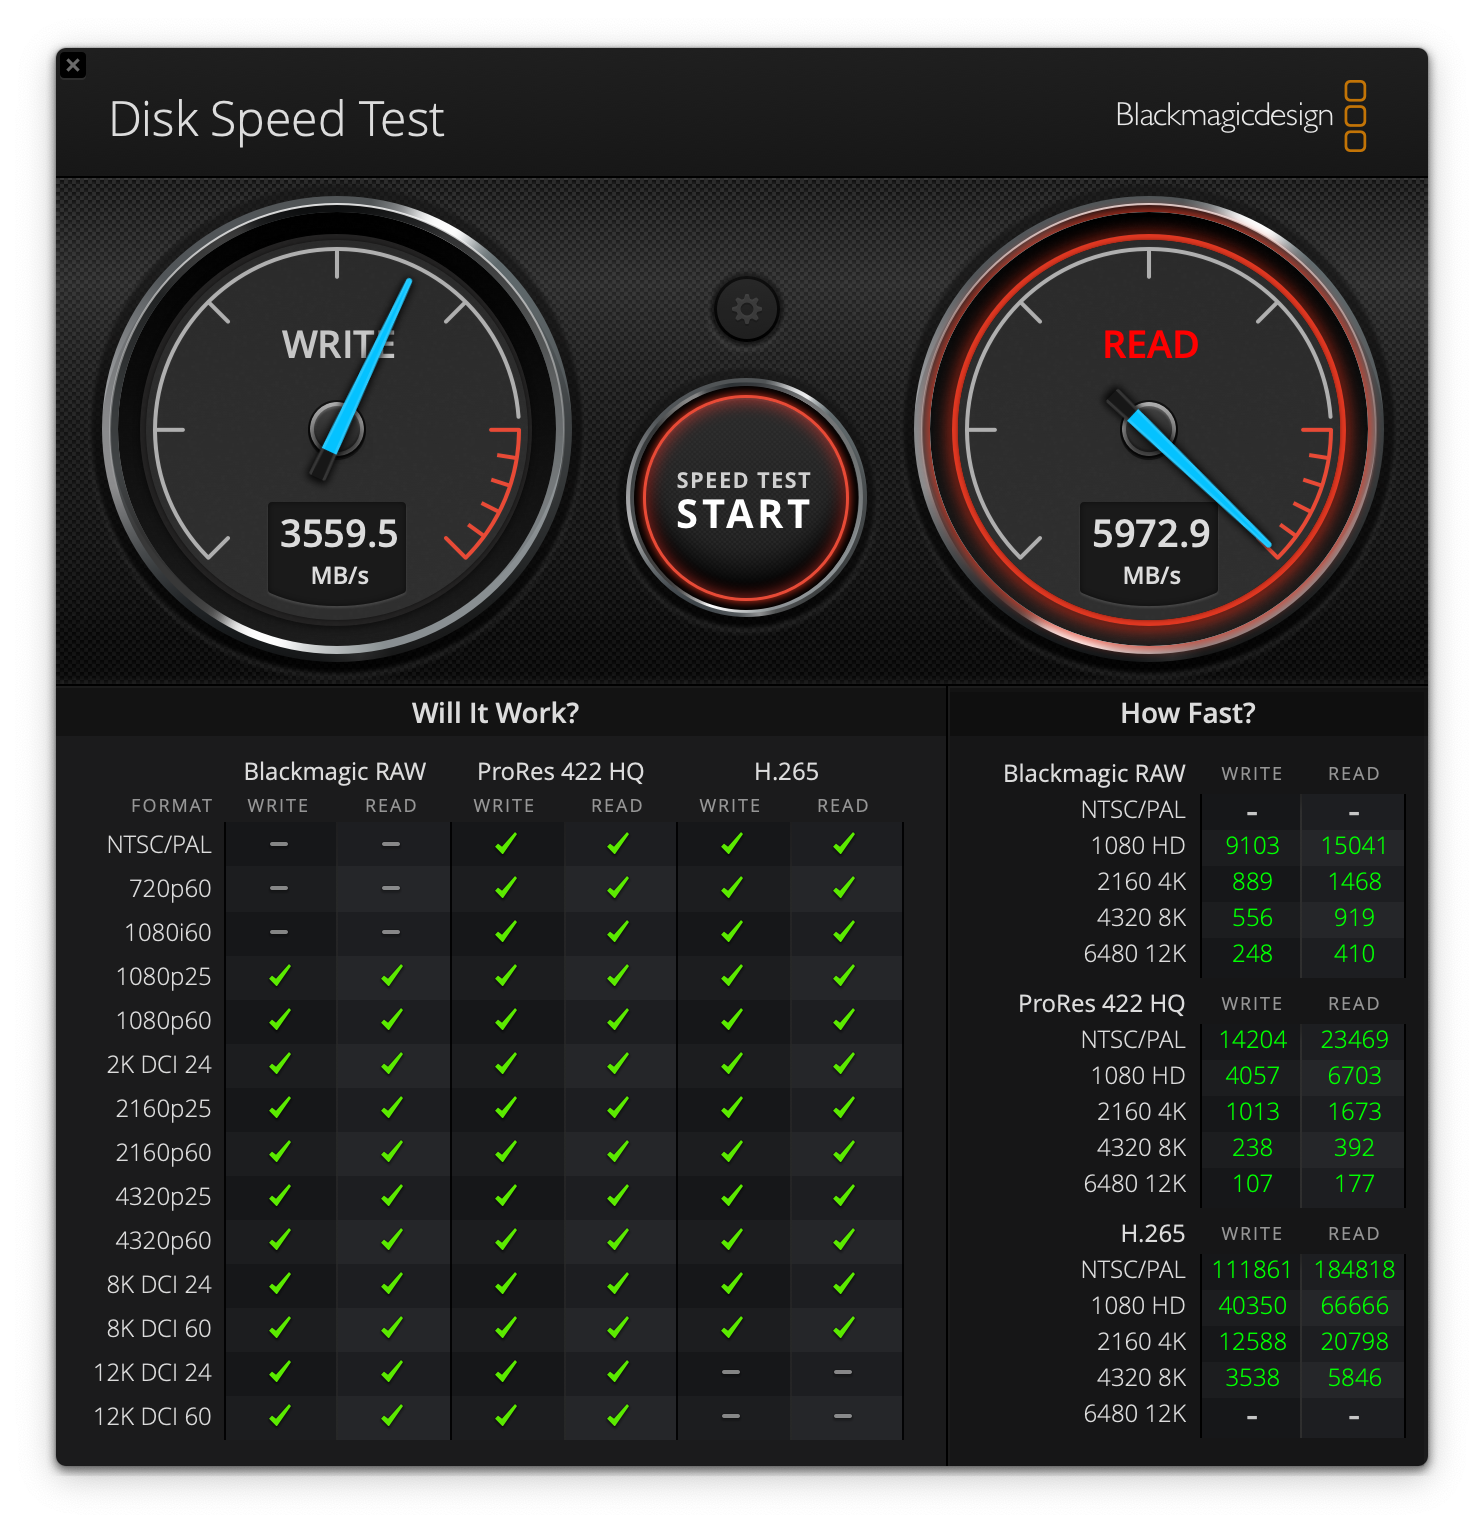 Disk Speed Test
Blackmagicdesign
WRITE
3559.5
MB/s
SPEED TEST
START
READ
5972.9
MB/s
Will It Work?
Blackmagic RAW ProRes 422 HQ H.265
FORMAT WRITE READ WRITE READ WRITE READ
NTSC/PAL – – ✓ ✓ ✓ ✓
720p60 – – ✓ ✓ ✓ ✓
1080i60 – – ✓ ✓ ✓ ✓
1080p25 ✓ ✓ ✓ ✓ ✓ ✓
1080p60 ✓ ✓ ✓ ✓ ✓ ✓
2K DCI 24 ✓ ✓ ✓ ✓ ✓ ✓
2160p25 ✓ ✓ ✓ ✓ ✓ ✓
2160p60 ✓ ✓ ✓ ✓ ✓ ✓
4320p25 ✓ ✓ ✓ ✓ ✓ ✓
4320p60 ✓ ✓ ✓ ✓ ✓ ✓
8K DCI 24 ✓ ✓ ✓ ✓ ✓ ✓
8K DCI 60 ✓ ✓ ✓ ✓ ✓ ✓
12K DCI 24 ✓ ✓ ✓ ✓ – –
12K DCI 60 ✓ ✓ ✓ ✓ – –
How Fast?
Blackmagic RAW WRITE READ
NTSC/PAL - -
1080 HD 9103 15041
2160 4K 889 1468
4320 8K 556 919
6480 12K 248 410
ProRes 422 HQ WRITE READ
NTSC/PAL 14204 23469
1080 HD 4057 6703
2160 4K 1013 1673
4320 8K 238 392
6480 12K 107 177
H.265 WRITE READ
NTSC/PAL 111861 184818
1080 HD 40350 66666
2160 4K 12588 20798
4320 8K 3538 5846
6480 12K - -